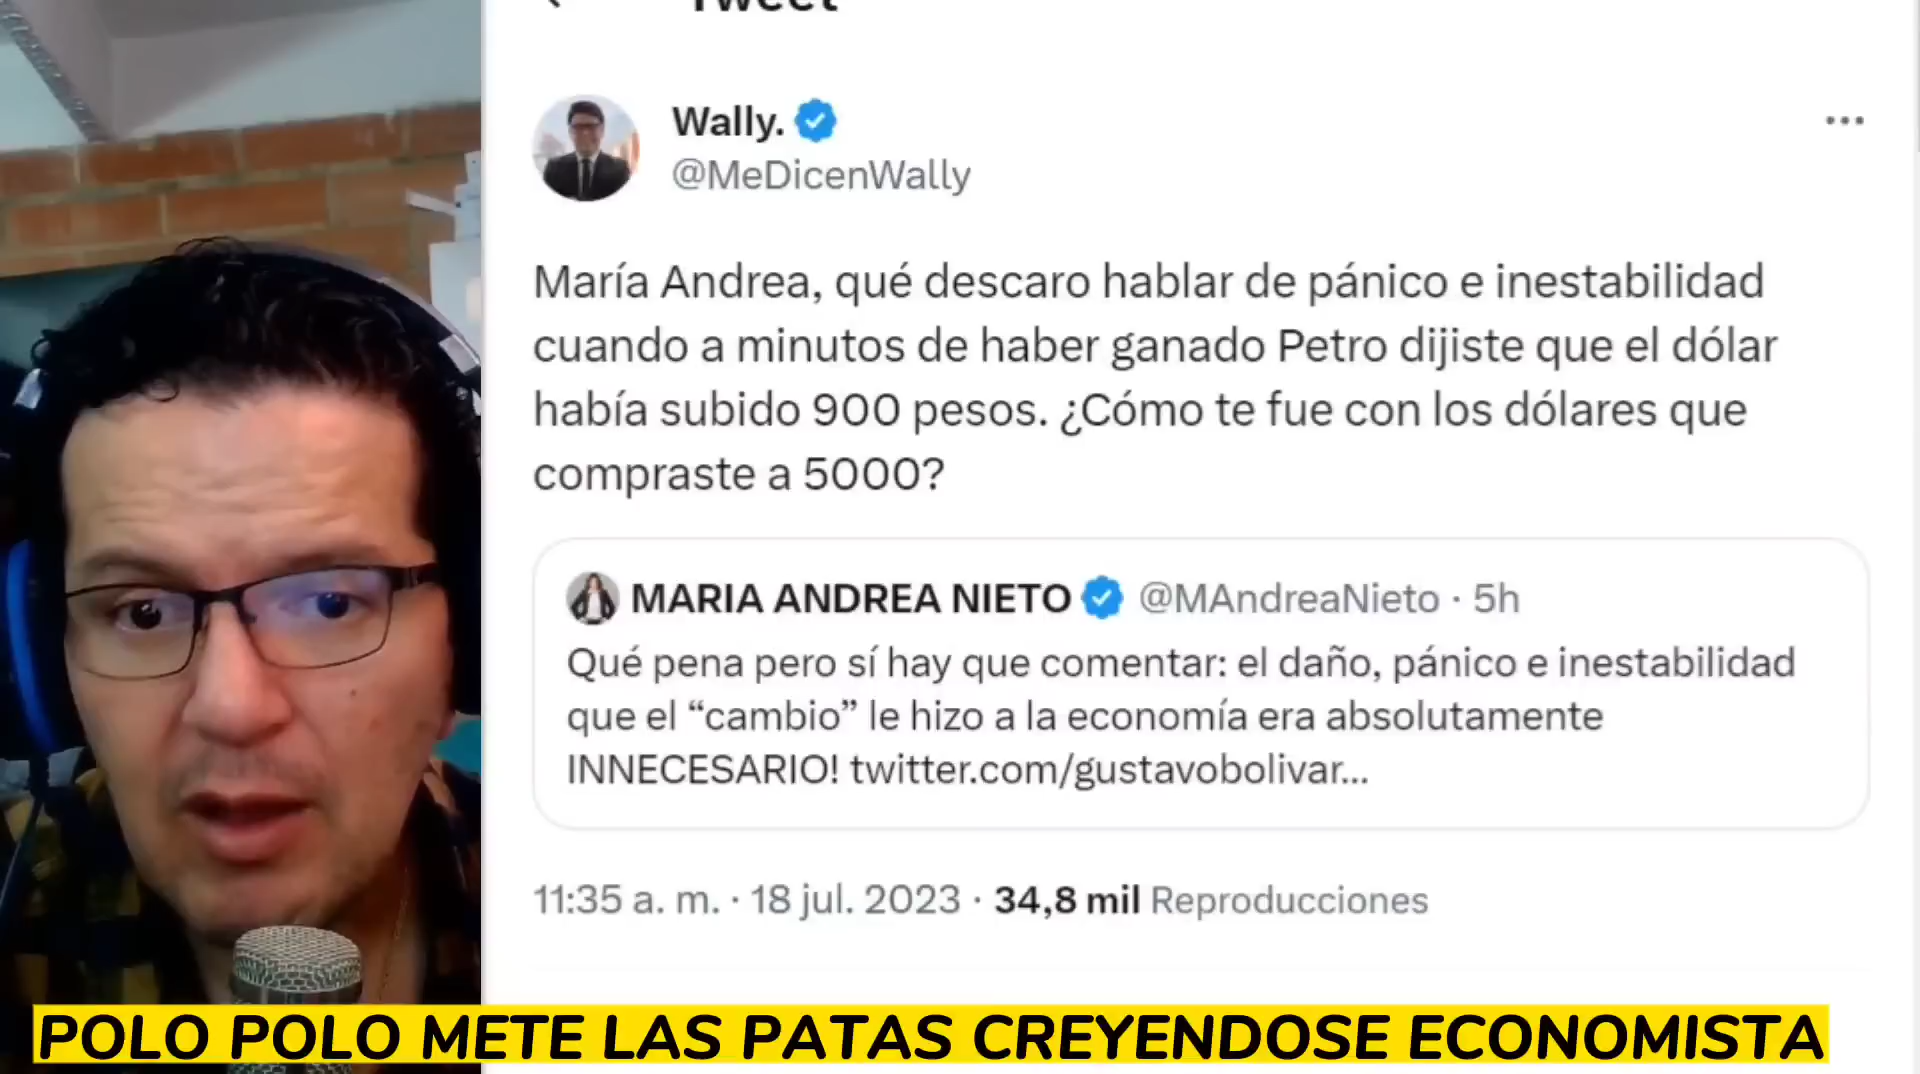 Tweet
Wally.
@MeDicenWally
María Andrea, qué descaro hablar de pánico e inestabilidad
cuando a minutos de haber ganado Petro dijiste que el dólar
había subido 900 pesos. ¿Cómo te fue con los dólares que
compraste a 5000?
MARIA ANDREA NIETO @MAndreaNieto · 5h
Qué pena pero sí hay que comentar: el daño, pánico e inestabilidad
que el “cambio” le hizo a la economía era absolutamente
INNECESARIO! twitter.com/gustavobolivar...
11:35 a. m. · 18 jul. 2023 · 34,8 mil Reproducciones
POLO POLO METE LAS PATAS CREYENDOSE ECONOMISTA